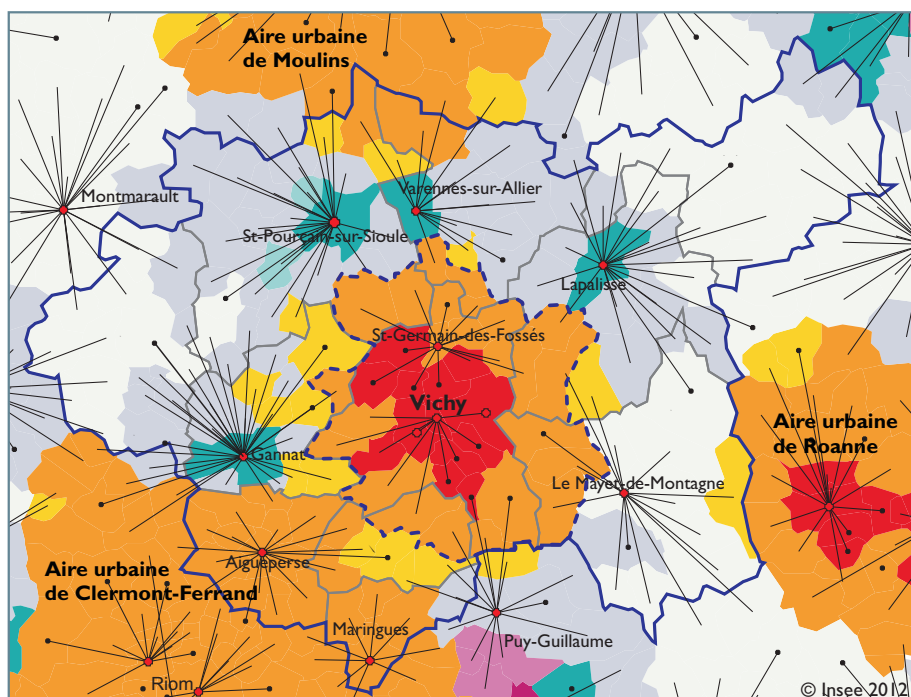 Aire urbaine
de Moulins
Montmarault
Varennes-sur-Allier
St-Pourçain-sur-Sioule
Lapalisse
St-Germain-des-Fossés
Vichy
Aire urbaine
de Roanne
Gannat
Le Mayet-de-Montagne
Aigueperse
Aire urbaine
de Clermont-Ferrand
Maringues
Puy-Guillaume
Riom
© Insee 2012